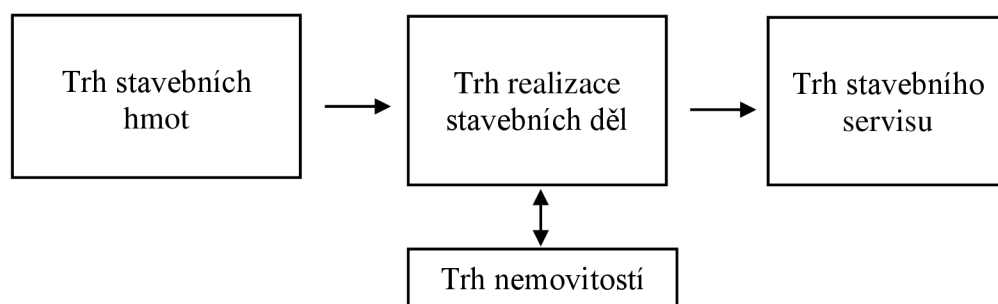 Trh stavebních
hmot
Trh realizace
stavebních děl
Trh stavebního
servisu
Trh nemovitostí